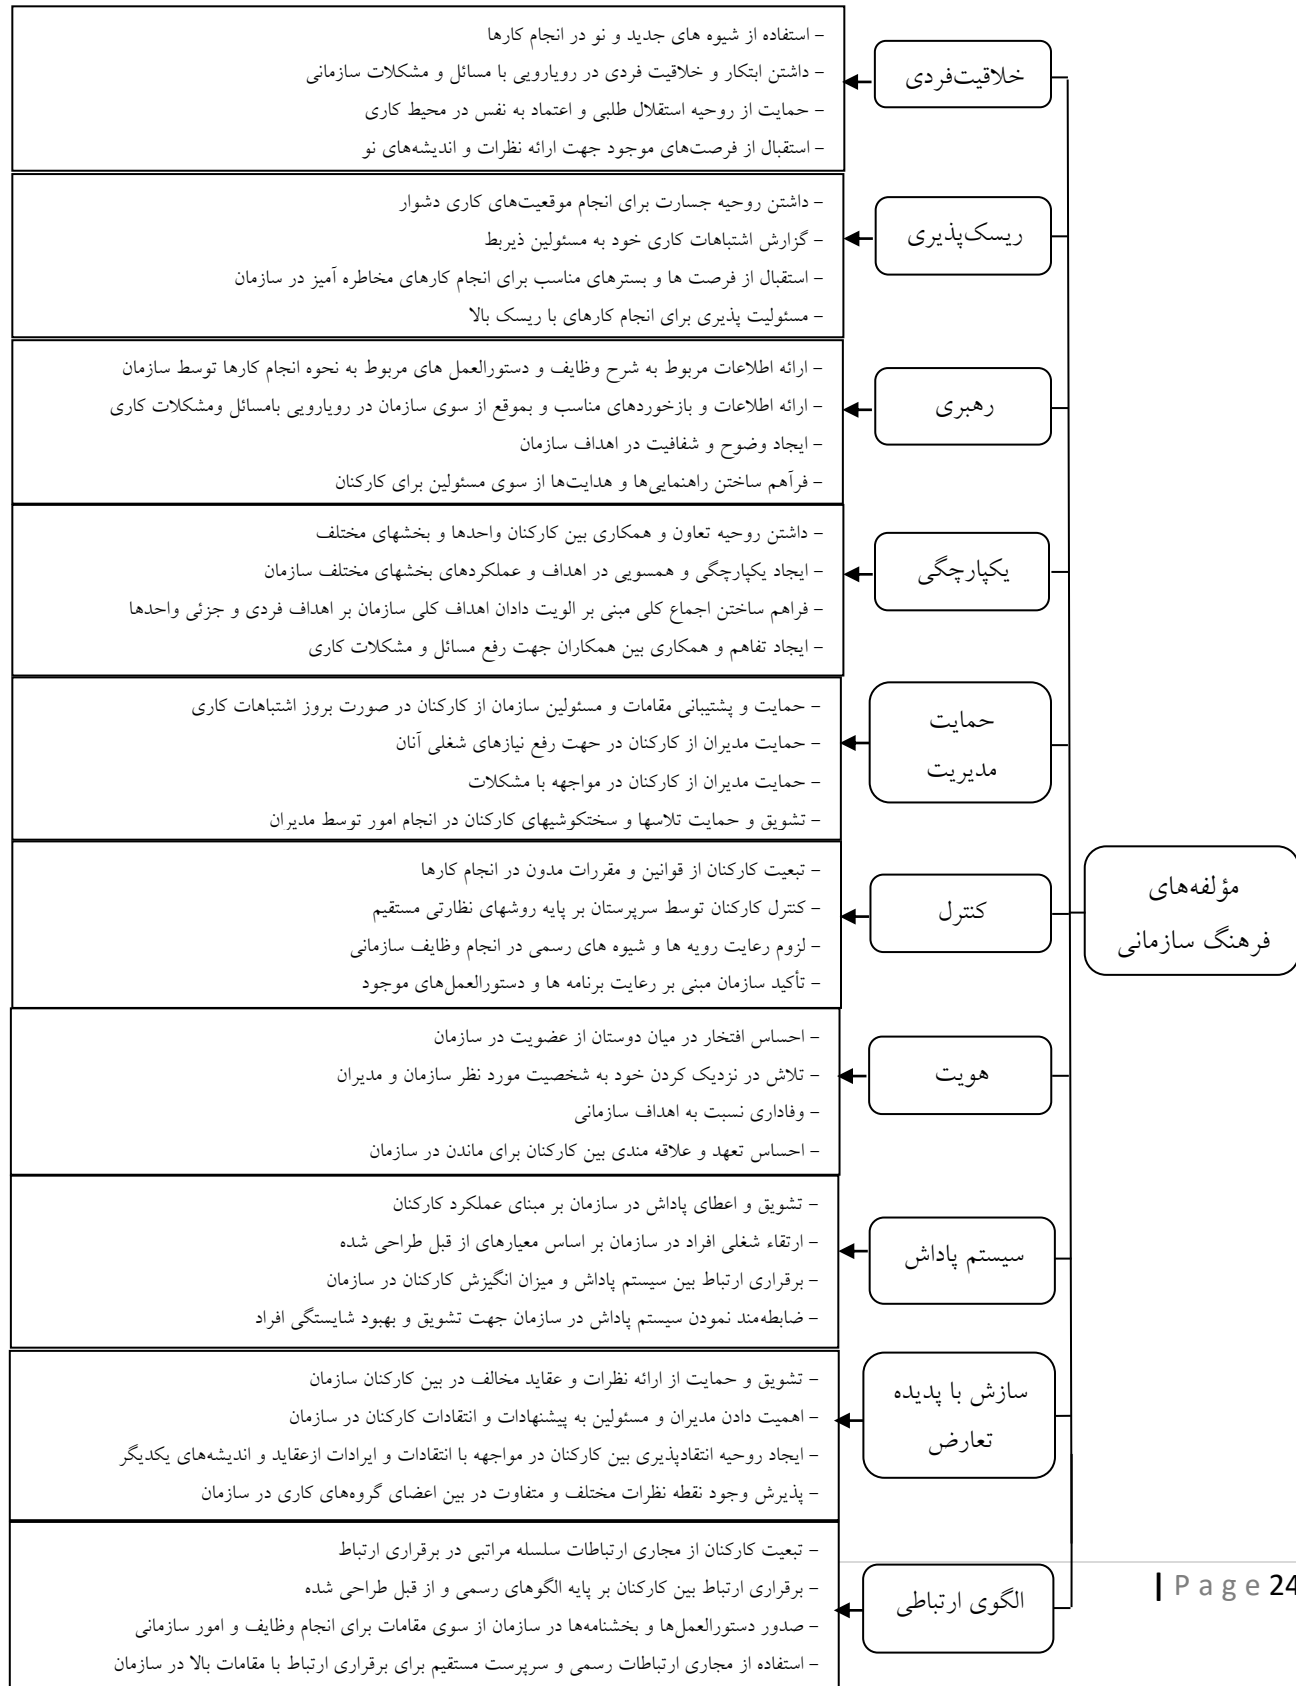 مؤلفه‌های
فرهنگ سازمانی
خلاقیت‌فردی
– استفاده از شیوه های جدید و نو در انجام کارها
– داشتن ابتکار و خلاقیت فردی در رویارویی با مسائل و مشکلات سازمانی
– حمایت از روحیه استقلال طلبی و اعتماد به نفس در محیط کاری
– استقبال از فرصت‌های موجود جهت ارائه نظرات و اندیشه‌های نو
ریسک‌پذیری
– داشتن روحیه جسارت برای انجام موقعیت‌های کاری دشوار
– گزارش اشتباهات کاری خود به مسئولین ذیربط
– استقبال از فرصت ها و بسترهای مناسب برای انجام کارهای مخاطره آمیز در سازمان
– مسئولیت پذیری برای انجام کارهای با ریسک بالا
رهبری
– ارائه اطلاعات مربوط به شرح وظایف و دستورالعمل های مربوط به نحوه انجام کارها توسط سازمان
– ارائه اطلاعات و بازخوردهای مناسب و بموقع از سوی سازمان در رویارویی بامسائل ومشکلات کاری
– ایجاد وضوح و شفافیت در اهداف سازمان
– فرآهم ساختن راهنمایی‌ها و هدایت‌ها از سوی مسئولین برای کارکنان
یکپارچگی
– داشتن روحیه تعاون و همکاری بین کارکنان واحدها و بخشهای مختلف
– ایجاد یکپارچگی و همسویی در اهداف و عملکردهای بخشهای مختلف سازمان
– فراهم ساختن اجماع کلی مبنی بر الویت دادان اهداف کلی سازمان بر اهداف فردی و جزئی واحدها
– ایجاد تفاهم و همکاری بین همکاران جهت رفع مسائل و مشکلات کاری
حمایت
مدیریت
– حمایت و پشتیبانی مقامات و مسئولین سازمان از کارکنان در صورت بروز اشتباهات کاری
– حمایت مدیران از کارکنان در حهت رفع نیازهای شغلی آنان
– حمایت مدیران از کارکنان در مواجهه با مشکلات
– تشویق و حمایت تلاسها و سختکوشیهای کارکنان در انجام امور توسط مدیران
کنترل
– تبعیت کارکنان از قوانین و مقررات مدون در انجام کارها
– کنترل کارکنان توسط سرپرستان بر پایه روشهای نظارتی مستقیم
– لزوم رعایت رویه ها و شیوه های رسمی در انجام وظایف سازمانی
– تأکید سازمان مبنی بر رعایت برنامه ها و دستورالعمل‌های موجود
هویت
– احساس افتخار در میان دوستان از عضویت در سازمان
– تلاش در نزدیک کردن خود به شخصیت مورد نظر سازمان و مدیران
– وفاداری نسبت به اهداف سازمانی
– احساس تعهد و علاقه مندی بین کارکنان برای ماندن در سازمان
سیستم پاداش
– تشویق و اعطای پاداش در سازمان بر مبنای عملکرد کارکنان
– ارتقاء شغلی افراد در سازمان بر اساس معیارهای از قبل طراحی شده
– برقراری ارتباط بین سیستم پاداش و میزان انگیزش کارکنان در سازمان
– ضابطه‌مند نمودن سیستم پاداش در سازمان جهت تشویق و بهبود شایستگی افراد
سازش با پدیده
تعارض
– تشویق و حمایت از ارائه نظرات و عقاید مخالف در بین کارکنان سازمان
– اهمیت دادن مدیران و مسئولین به پیشنهادات و انتقادات کارکنان در سازمان
– ایجاد روحیه انتقادپذیری بین کارکنان در مواجهه با انتقادات و ایرادات ازعقاید و اندیشه‌های یکدیگر
– پذیرش وجود نقطه نظرات مختلف و متفاوت در بین اعضای گروه‌های کاری در سازمان
الگوی ارتباطی
– تبعیت کارکنان از مجاری ارتباطات سلسله مراتبی در برقراری ارتباط
– برقراری ارتباط بین کارکنان بر پایه الگوهای رسمی و از قبل طراحی شده
– صدور دستورالعمل‌ها و بخشنامه‌ها در سازمان از سوی مقامات برای انجام وظایف و امور سازمانی
– استفاده از مجاری ارتباطات رسمی و سرپرست مستقیم برای برقراری ارتباط با مقامات بالا در سازمان
| Page 24